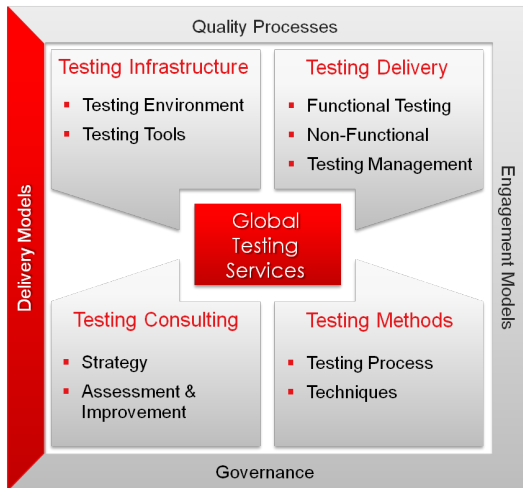 Quality Processes
Delivery Models
Testing Infrastructure
▪ Testing Environment
▪ Testing Tools
Testing Delivery
▪ Functional Testing
▪ Non-Functional
▪ Testing Management
Engagement Models
Global
Testing
Services
Testing Consulting
▪ Strategy
▪ Assessment &
Improvement
Testing Methods
▪ Testing Process
▪ Techniques
Governance